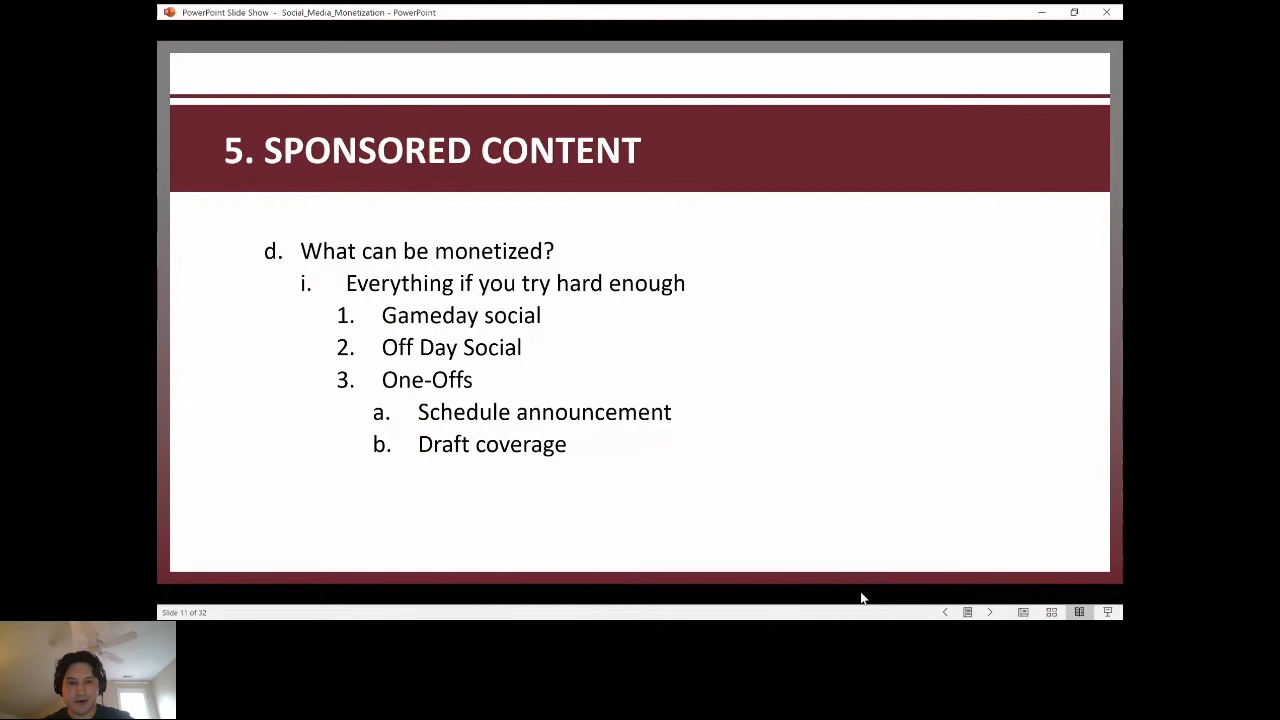 PowerPoint Slide Show - Social_Media_Monetization - PowerPoint
5. SPONSORED CONTENT
d. What can be monetized?
i. Everything if you try hard enough
1. Gameday social
2. Off Day Social
3. One-Offs
a. Schedule announcement
b. Draft coverage
Slide 11 of 32